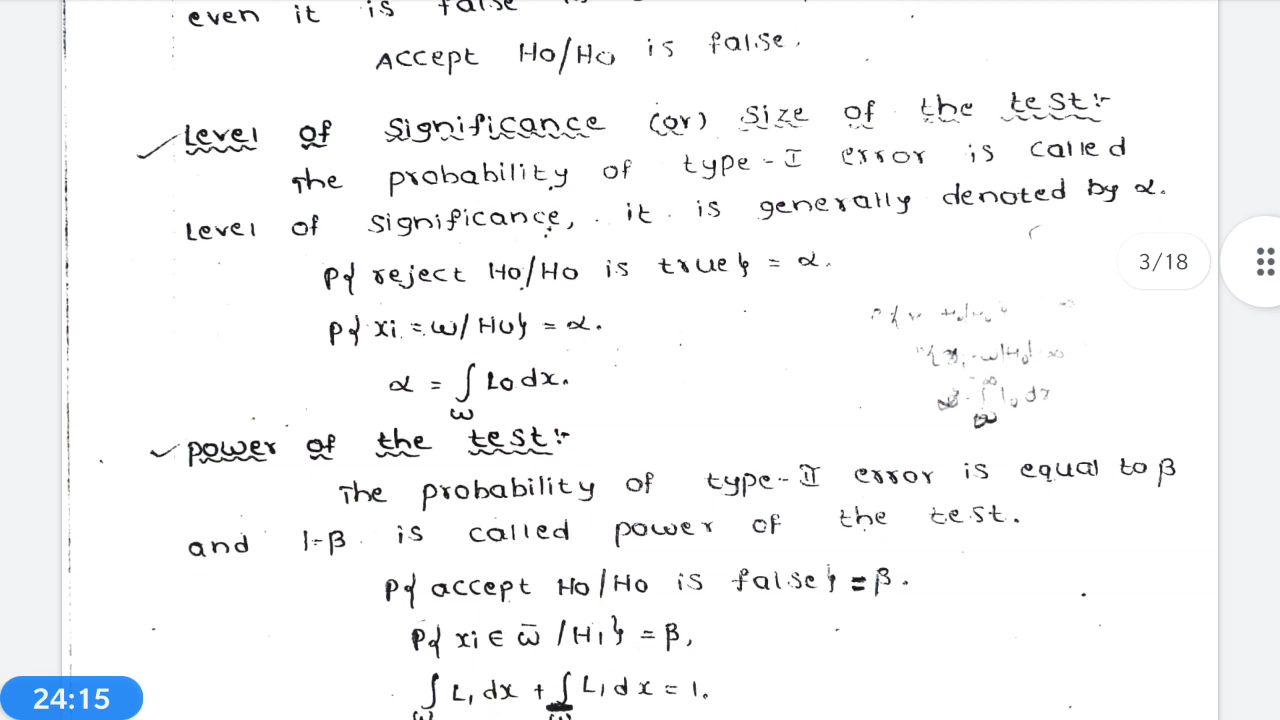 even it is false
Accept Ho/Ho is false.
Level of significance (or) size of the test:-
The probability of type-I error is called
Level of significance, it is generally denoted by α.
P{ reject Ho/Ho is true} = α.
P{ xi = ω/Ho} = α.
α = ∫ω Lo dx.
power of the test:-
The probability of type-II error is equal to β
and 1-β is called power of the test.
P{ accept Ho/Ho is false} = β.
P{ xi ∈ ω̄ /H1} = β,
∫ω L1 dx + ∫ω̄ L1 dx = 1.
3/18
24:15